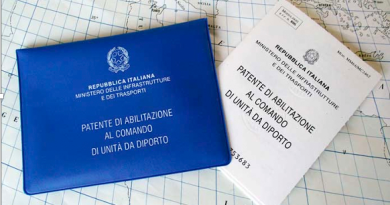 REPUBBLICA ITALIANA
MINISTERO DELLE INFRASTRUTTURE
E DEI TRASPORTI
PATENTE DI ABILITAZIONE
AL COMANDO
DI UNITÀ DA DIPORTO
REPUBBLICA ITALIANA
MINISTERO DELLE INFRASTRUTTURE
E DEI TRASPORTI
PATENTE DI ABILITAZIONE
AL COMANDO
DI UNITÀ DA DIPORTO